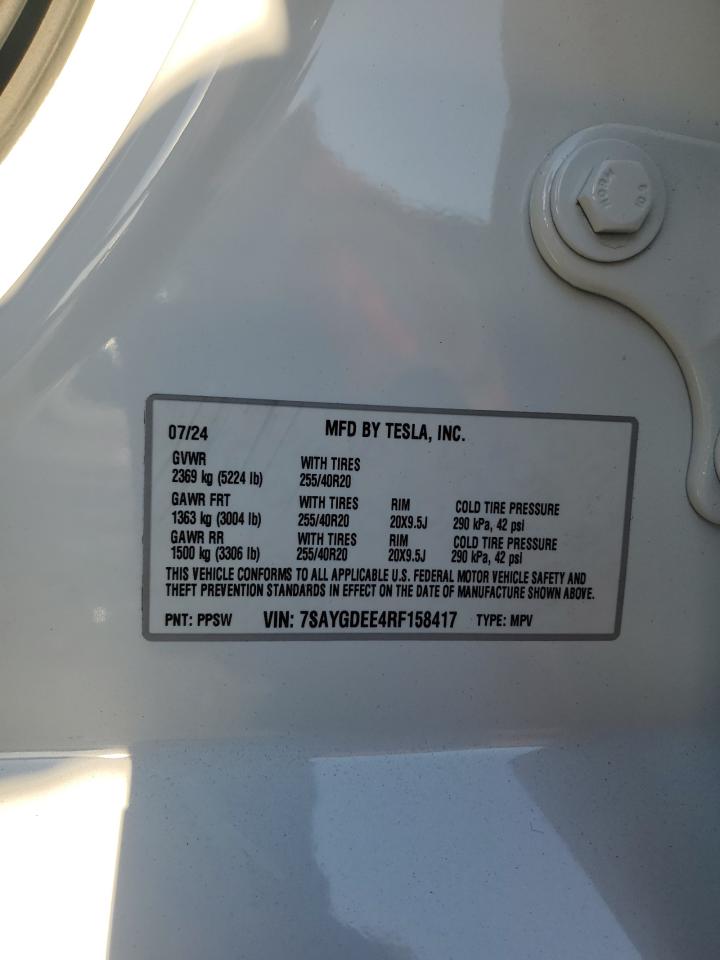 07/24 MFD BY TESLA, INC.
GVWR WITH TIRES
2369 kg (5224 lb) 255/40R20
GAWR FRT WITH TIRES RIM COLD TIRE PRESSURE
1363 kg (3004 lb) 255/40R20 20X9.5J 290 kPa, 42 psi
GAWR RR WITH TIRES RIM COLD TIRE PRESSURE
1500 kg (3306 lb) 255/40R20 20X9.5J 290 kPa, 42 psi
THIS VEHICLE CONFORMS TO ALL APPLICABLE U.S. FEDERAL MOTOR VEHICLE SAFETY AND
THEFT PREVENTION STANDARDS IN EFFECT ON THE DATE OF MANUFACTURE SHOWN ABOVE.
PNT: PPSW VIN: 7SAYGDEE4RF158417 TYPE: MPV